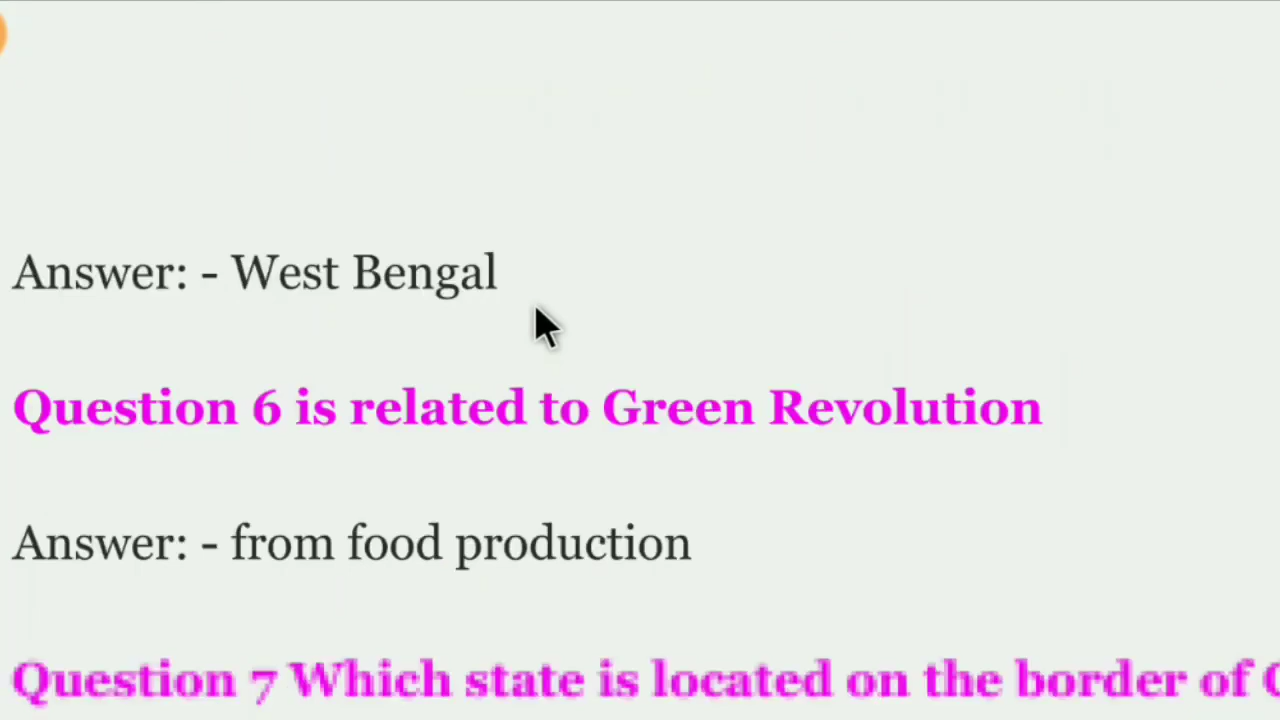 Answer: - West Bengal
Question 6 is related to Green Revolution
Answer: - from food production
Question 7 Which state is located on the border of